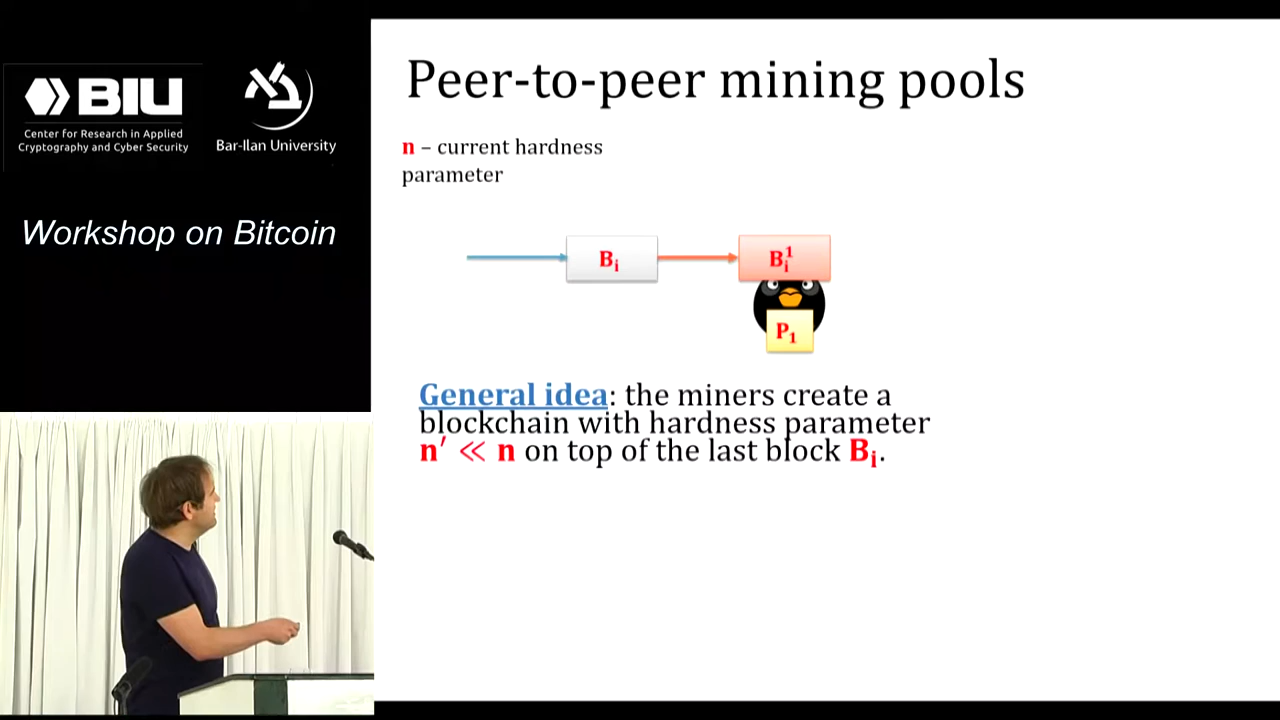 BIU
Center for Research in Applied
Cryptography and Cyber Security
Bar-Ilan University
Workshop on Bitcoin
Peer-to-peer mining pools
n – current hardness
parameter
Bᵢ
Bᵢ¹
P₁
General idea: the miners create a
blockchain with hardness parameter
n′ ≪ n on top of the last block Bᵢ.